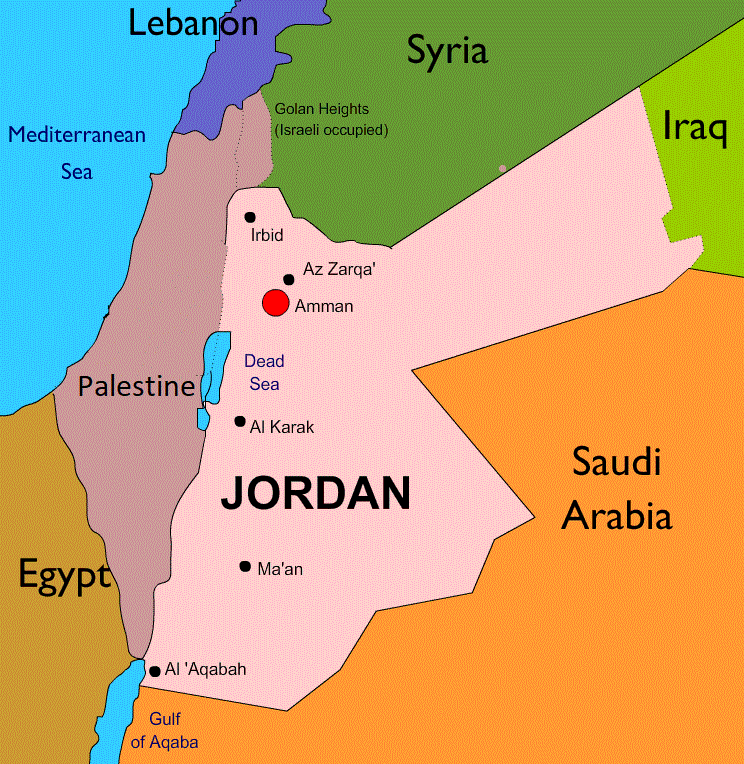 Lebanon
Syria
Golan Heights
(Israeli occupied)
Iraq
Mediterranean
Sea
Irbid
Az Zarqa'
Amman
Dead
Sea
Palestine
Al Karak
Saudi
Arabia
JORDAN
Egypt
Ma'an
Al 'Aqabah
Gulf
of Aqaba